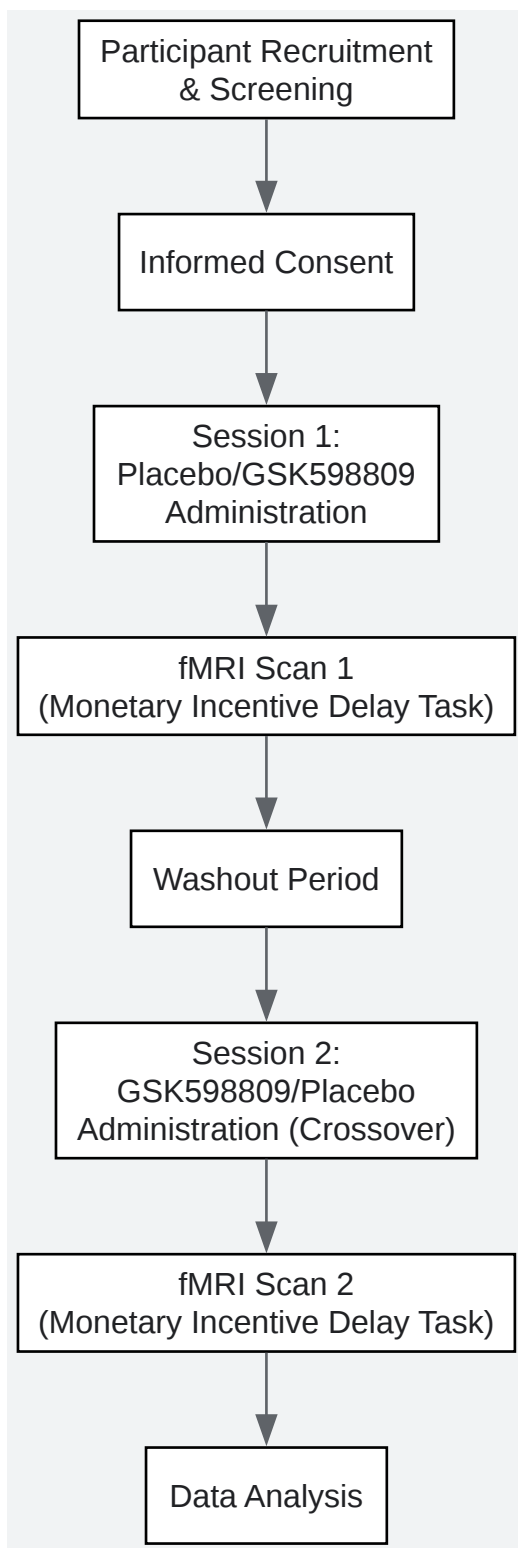 Participant Recruitment
& Screening
Informed Consent
Session 1:
Placebo/GSK598809
Administration
fMRI Scan 1
(Monetary Incentive Delay Task)
Washout Period
Session 2:
GSK598809/Placebo
Administration (Crossover)
fMRI Scan 2
(Monetary Incentive Delay Task)
Data Analysis